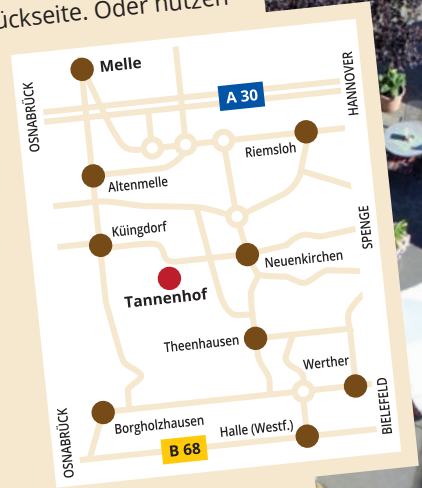 ückseite. Oder nutzen
Melle
A 30
OSNABRÜCK
HANNOVER
Riemsloh
Altenmelle
Küingdorf
SPENGE
Neuenkirchen
Tannenhof
Theenhausen
Werther
OSNABRÜCK
Borgholzhausen
Halle (Westf.)
BIELEFELD
B 68